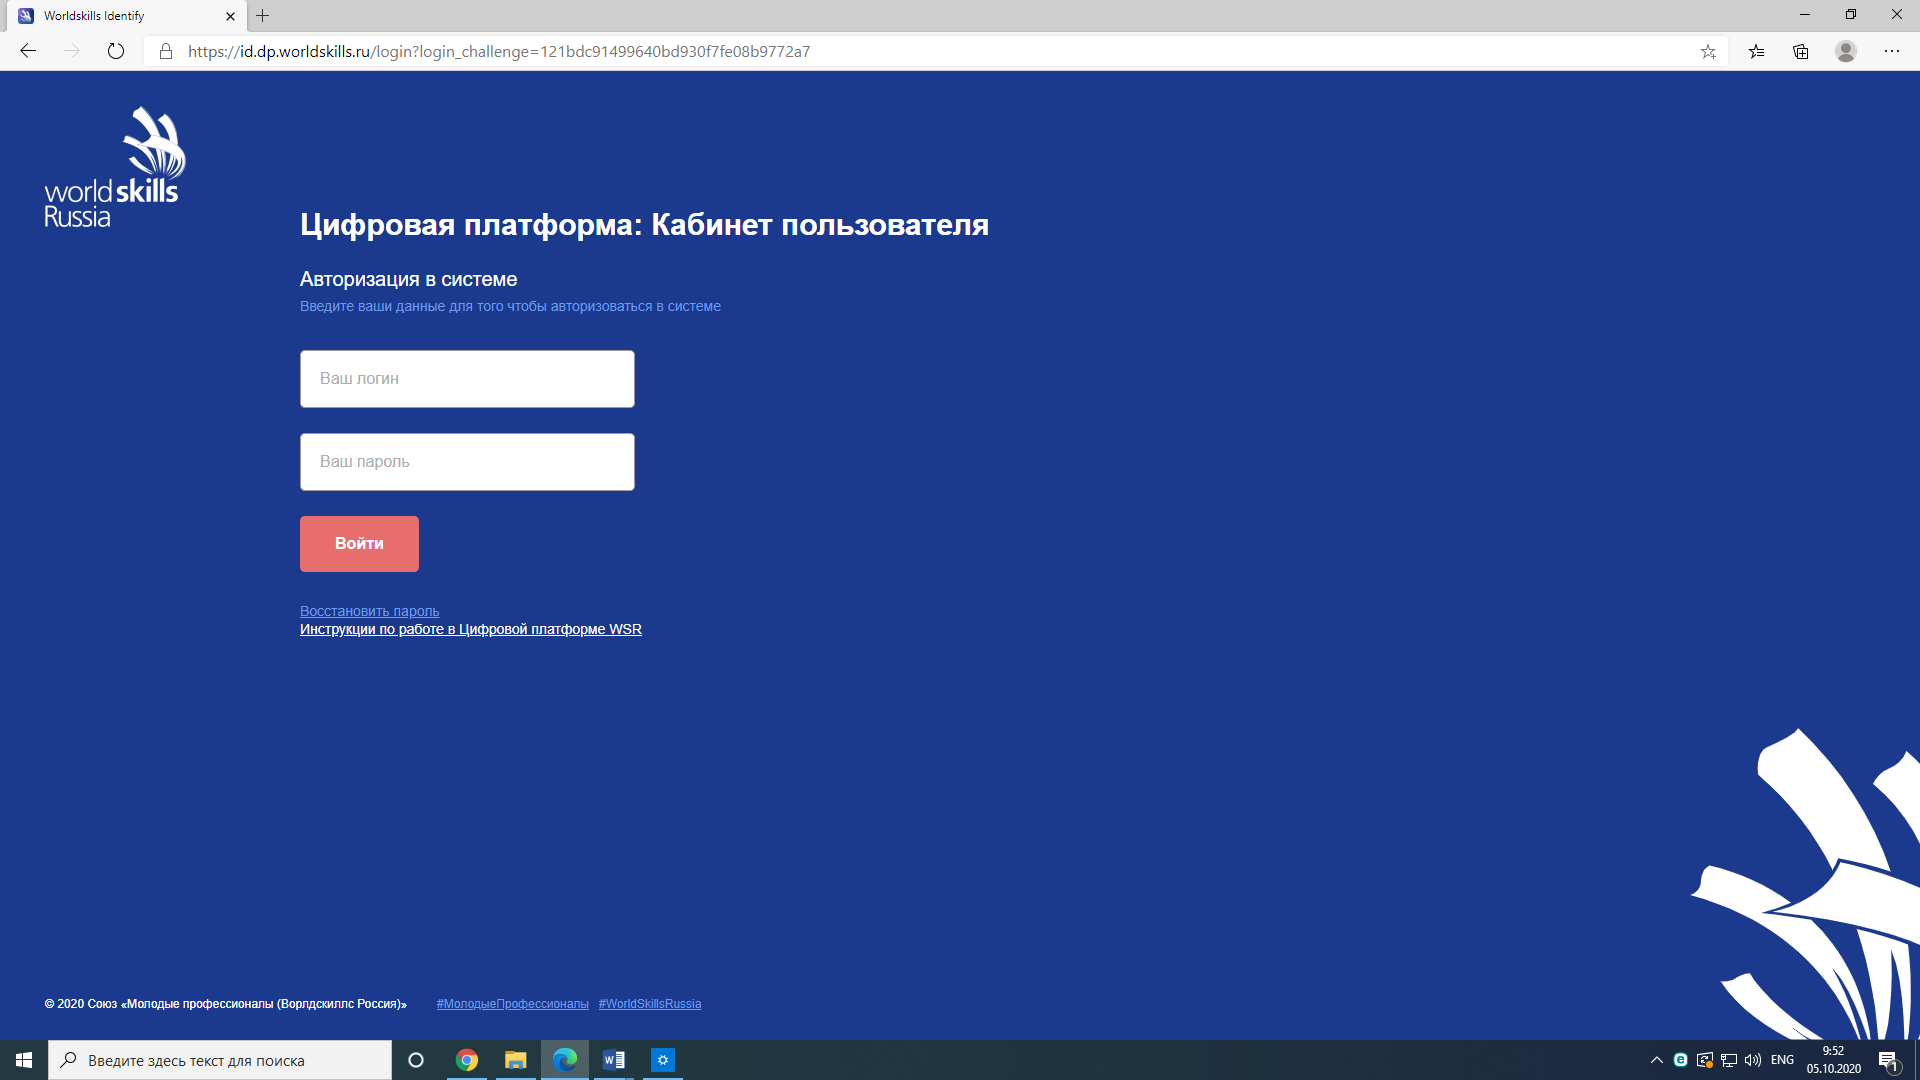 Worldskills Identify
https://id.dp.worldskills.ru/login?login_challenge=121bdc91499640bd930f7fe08b9772a7
world skills
Russia
Цифровая платформа: Кабинет пользователя
Авторизация в системе
Введите ваши данные для того чтобы авторизоваться в системе
Ваш логин
Ваш пароль
Войти
Восстановить пароль
Инструкции по работе в Цифровой платформе WSR
© 2020 Союз «Молодые профессионалы (Ворлдскиллс Россия)» #МолодыеПрофессионалы #WorldSkillsRussia
Введите здесь текст для поиска
ENG
9:52
05.10.2020
1